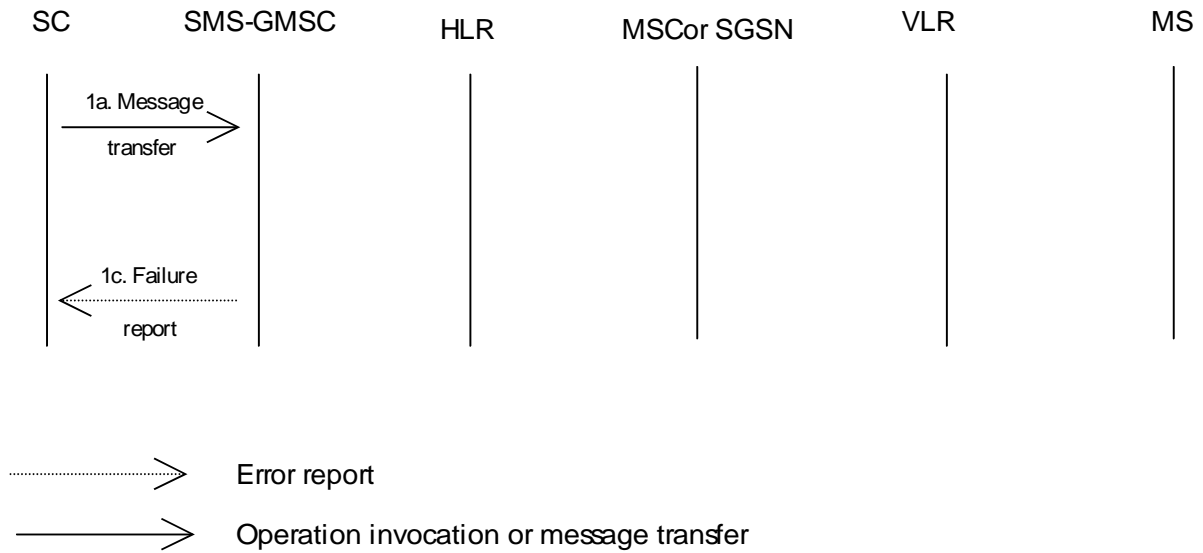 SC SMS-GMSC HLR MSCor SGSN VLR MS
1a. Message
transfer
1c. Failure
report
Error report
Operation invocation or message transfer